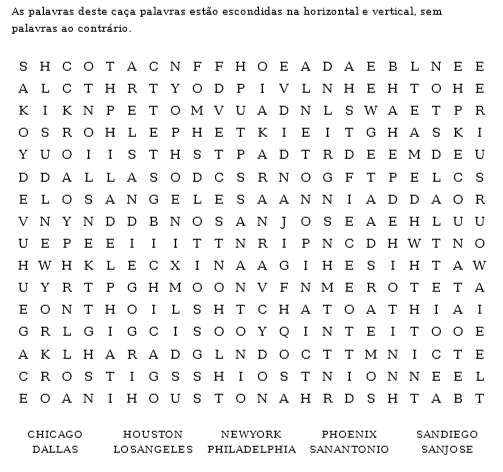 As palavras deste caça palavras estão escondidas na horizontal e vertical, sem
palavras ao contrário.
S H C O T A C N F F H O E A D A E B L N E E
A L C T H R T Y O D P I V L N H E H T O H E
K I K N P E T O M V U A D N L S W A E T P R
O S R O H L E P H E T K I E I T G H A S K I
Y U O I I S T H S T P A D T R D E E M D E U
D D A L L A S O D C S R N O G F T P E L C S
E L O S A N G E L E S A A N N I A D D A O R
V N Y N D D B N O S A N J O S E A E H L U U
U E P E E I I I T T N R I P N C D H W T N O
H W H K L E C X I N A A G I H E S I H T A W
U Y R T P G H M O O N V F N M E R O T E T A
E O N T H O I L S H T C H A T O A T H I A I
G R L G I G C I S O O Y Q I N T E I T O O E
A K L H A R A D G L N D O C T T M N I C T E
C R O S T I G S S H I O S T N I O N N E E L
E O A N I H O U S T O N A H R D S H T A B T
CHICAGO HOUSTON NEWYORK PHOENIX SANDIEGO
DALLAS LOSANGELES PHILADELPHIA SANANTONIO SANJOSE